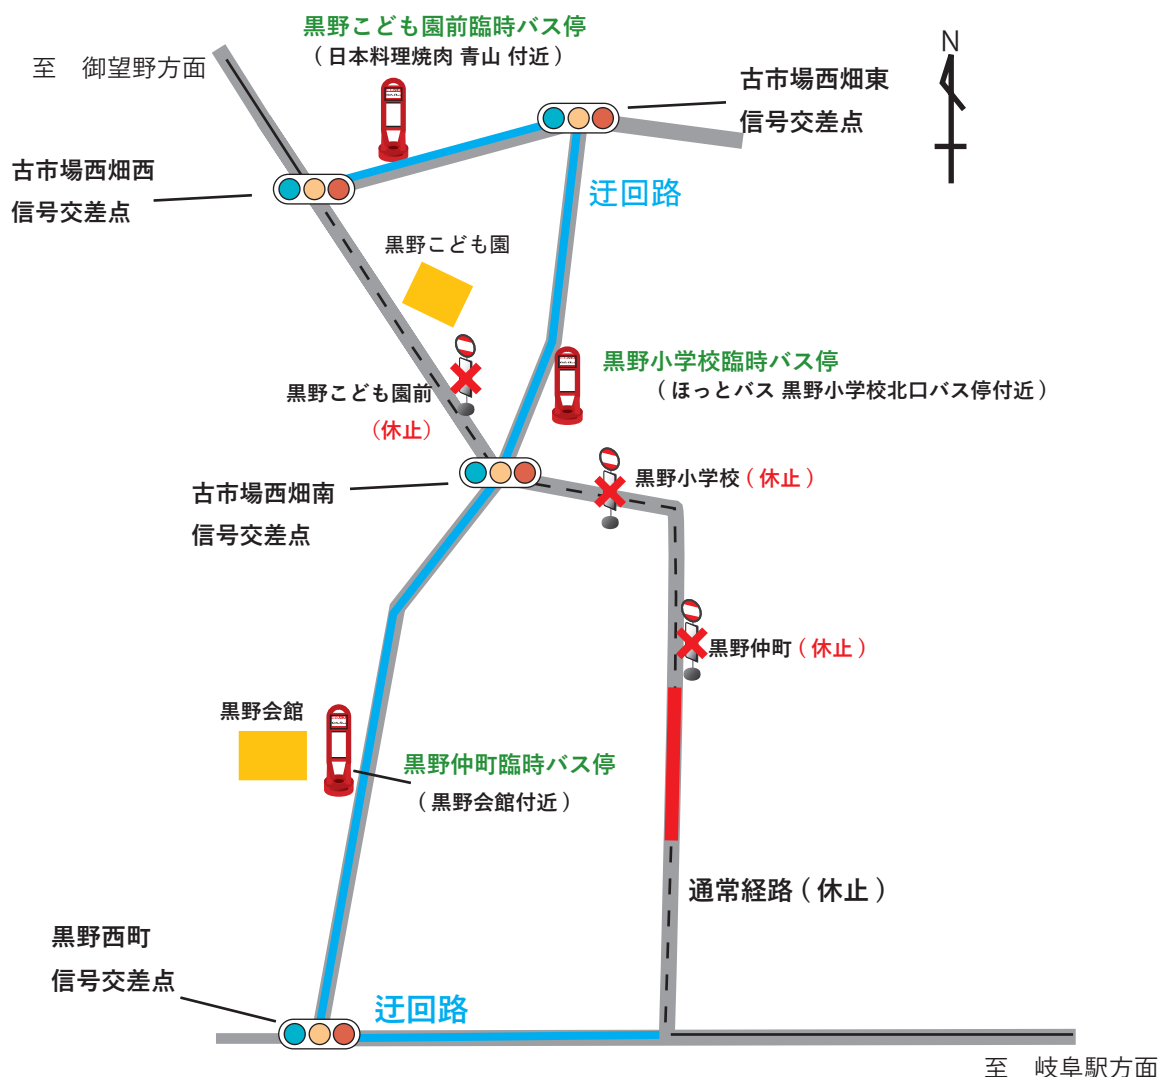 黒野こども園前臨時バス停
( 日本料理焼肉 青山 付近 )
N
至　御望野方面
古市場西畑東
信号交差点
古市場西畑西
信号交差点
迂回路
黒野こども園
黒野小学校臨時バス停
( ほっとバス 黒野小学校北口バス停付近 )
黒野こども園前
(休止)
黒野小学校 ( 休止 )
古市場西畑南
信号交差点
黒野仲町 ( 休止 )
黒野会館
黒野仲町臨時バス停
( 黒野会館付近 )
通常経路 ( 休止 )
黒野西町
信号交差点
迂回路
至　岐阜駅方面